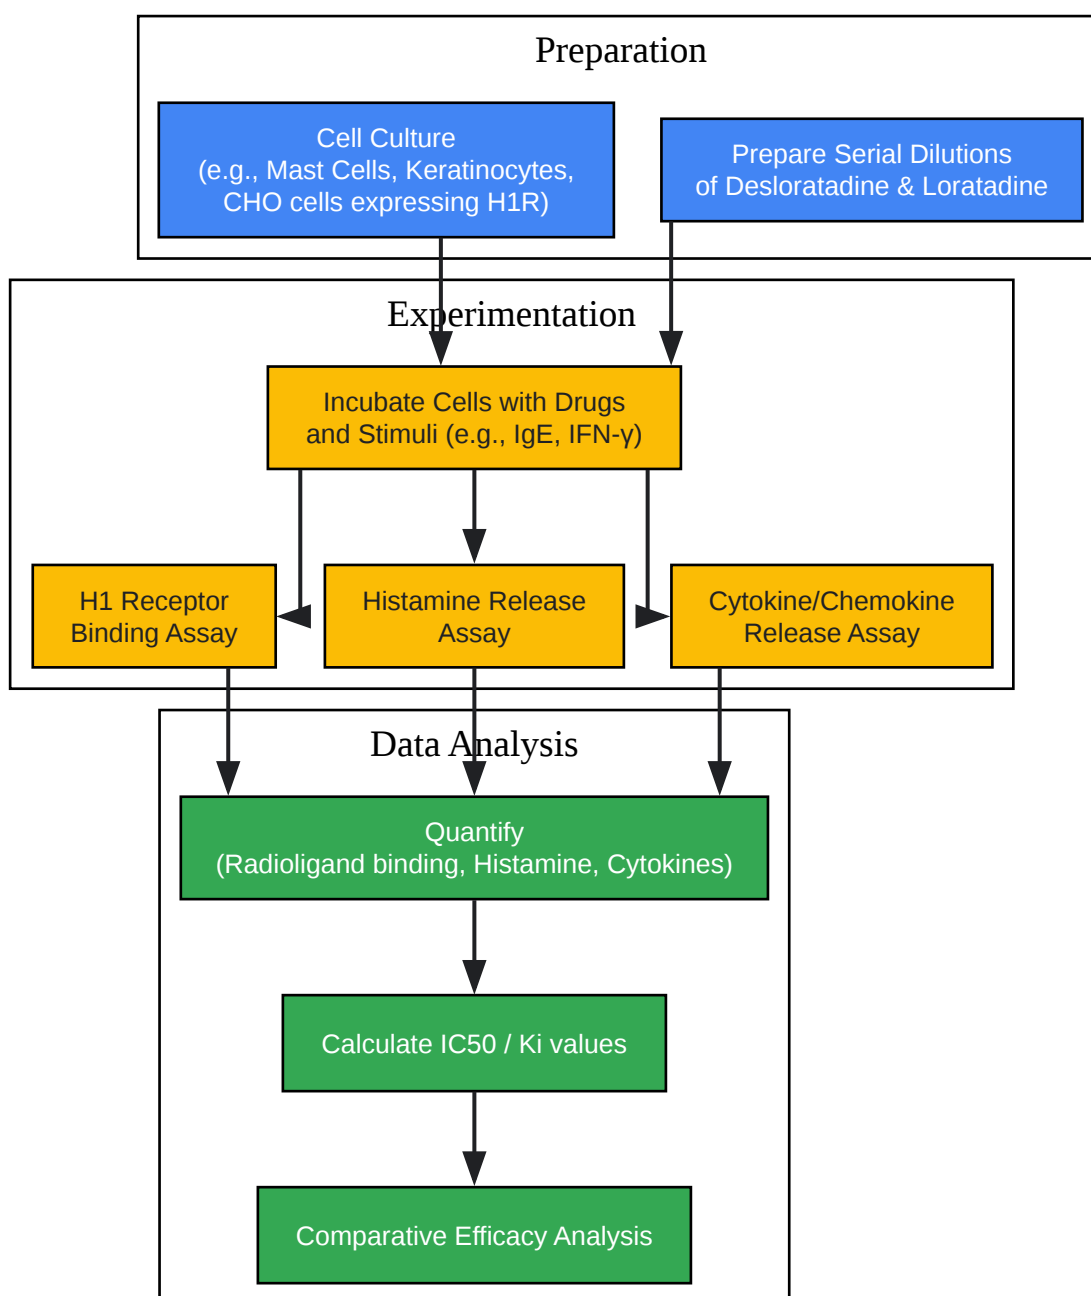 Preparation
Cell Culture
(e.g., Mast Cells, Keratinocytes,
CHO cells expressing H1R)
Prepare Serial Dilutions
of Desloratadine & Loratadine
Experimentation
Incubate Cells with Drugs
and Stimuli (e.g., IgE, IFN-γ)
H1 Receptor
Binding Assay
Histamine Release
Assay
Cytokine/Chemokine
Release Assay
Data Analysis
Quantify
(Radioligand binding, Histamine, Cytokines)
Calculate IC50 / Ki values
Comparative Efficacy Analysis